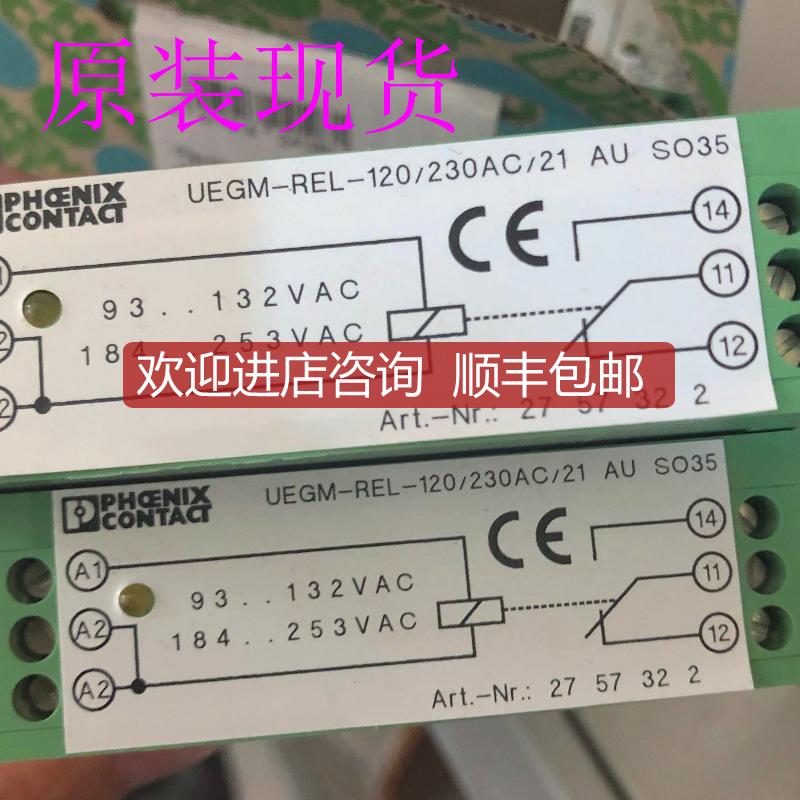 原装现货
PHOENIX
CONTACT
UEGM-REL-120/230AC/21 AU SO35
CE
14
93..132VAC
11
2
184..253VAC
12
欢迎进店咨询 顺丰包邮
2
Art.-Nr.: 27 57 32 2
PHOENIX
CONTACT
UEGM-REL-120/230AC/21 AU SO35
CE
14
A1
93..132VAC
11
A2
184..253VAC
12
A2
Art.-Nr.: 27 57 32 2